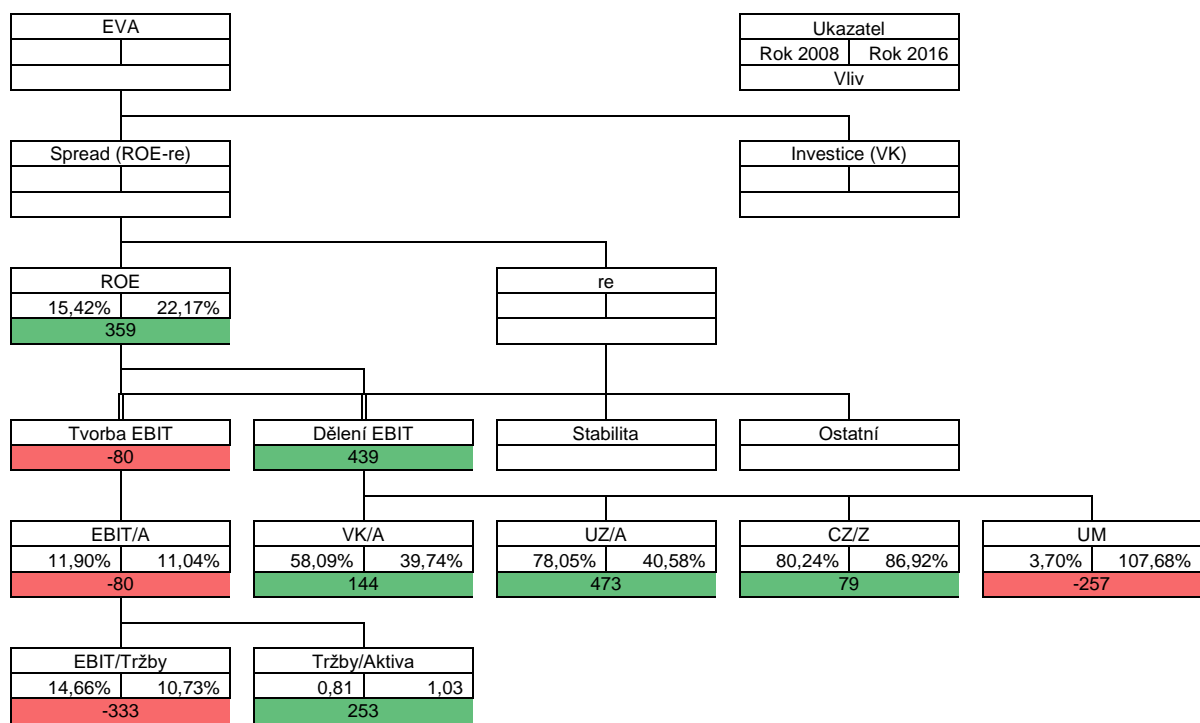 EVA
Ukazatel
Rok 2008 Rok 2016
Vliv
Spread (ROE-re)
Investice (VK)
ROE
re
15,42% 22,17%
359
Tvorba EBIT
Dělení EBIT
Stabilita
Ostatní
-80
439
EBIT/A
VK/A
UZ/A
CZ/Z
UM
11,90% 11,04%
58,09% 39,74%
78,05% 40,58%
80,24% 86,92%
3,70% 107,68%
-80
144
473
79
-257
EBIT/Tržby
Tržby/Aktiva
14,66% 10,73%
0,81 1,03
-333
253